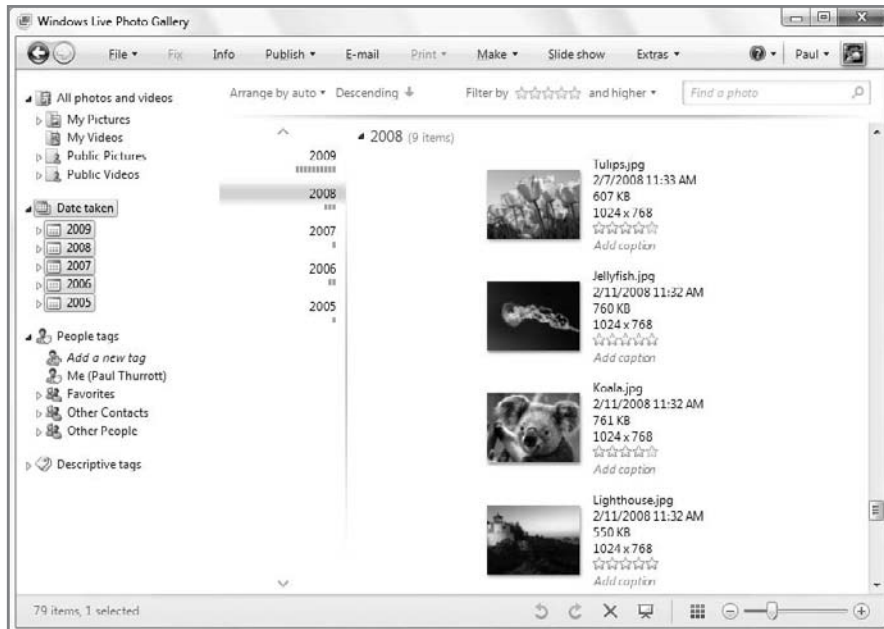 Windows Live Photo Gallery
File Fix Info Publish E-mail Print Make Slide show Extras Paul
All photos and videos
My Pictures
My Videos
Public Pictures
Public Videos
Date taken
2009
2008
2007
2006
2005
People tags
Add a new tag
Me (Paul Thurrott)
Favorites
Other Contacts
Other People
Descriptive tags
Arrange by auto Descending Filter by and higher Find a photo
2009
2008
2007
2006
2005
2008 (9 items)
Tulips.jpg
2/7/2008 11:33 AM
607 KB
1024 x 768
Add caption
Jellyfish.jpg
2/11/2008 11:32 AM
760 KB
1024 x 768
Add caption
Koala.jpg
2/11/2008 11:32 AM
761 KB
1024 x 768
Add caption
Lighthouse.jpg
2/11/2008 11:32 AM
550 KB
1024 x 768
Add caption
79 items, 1 selected